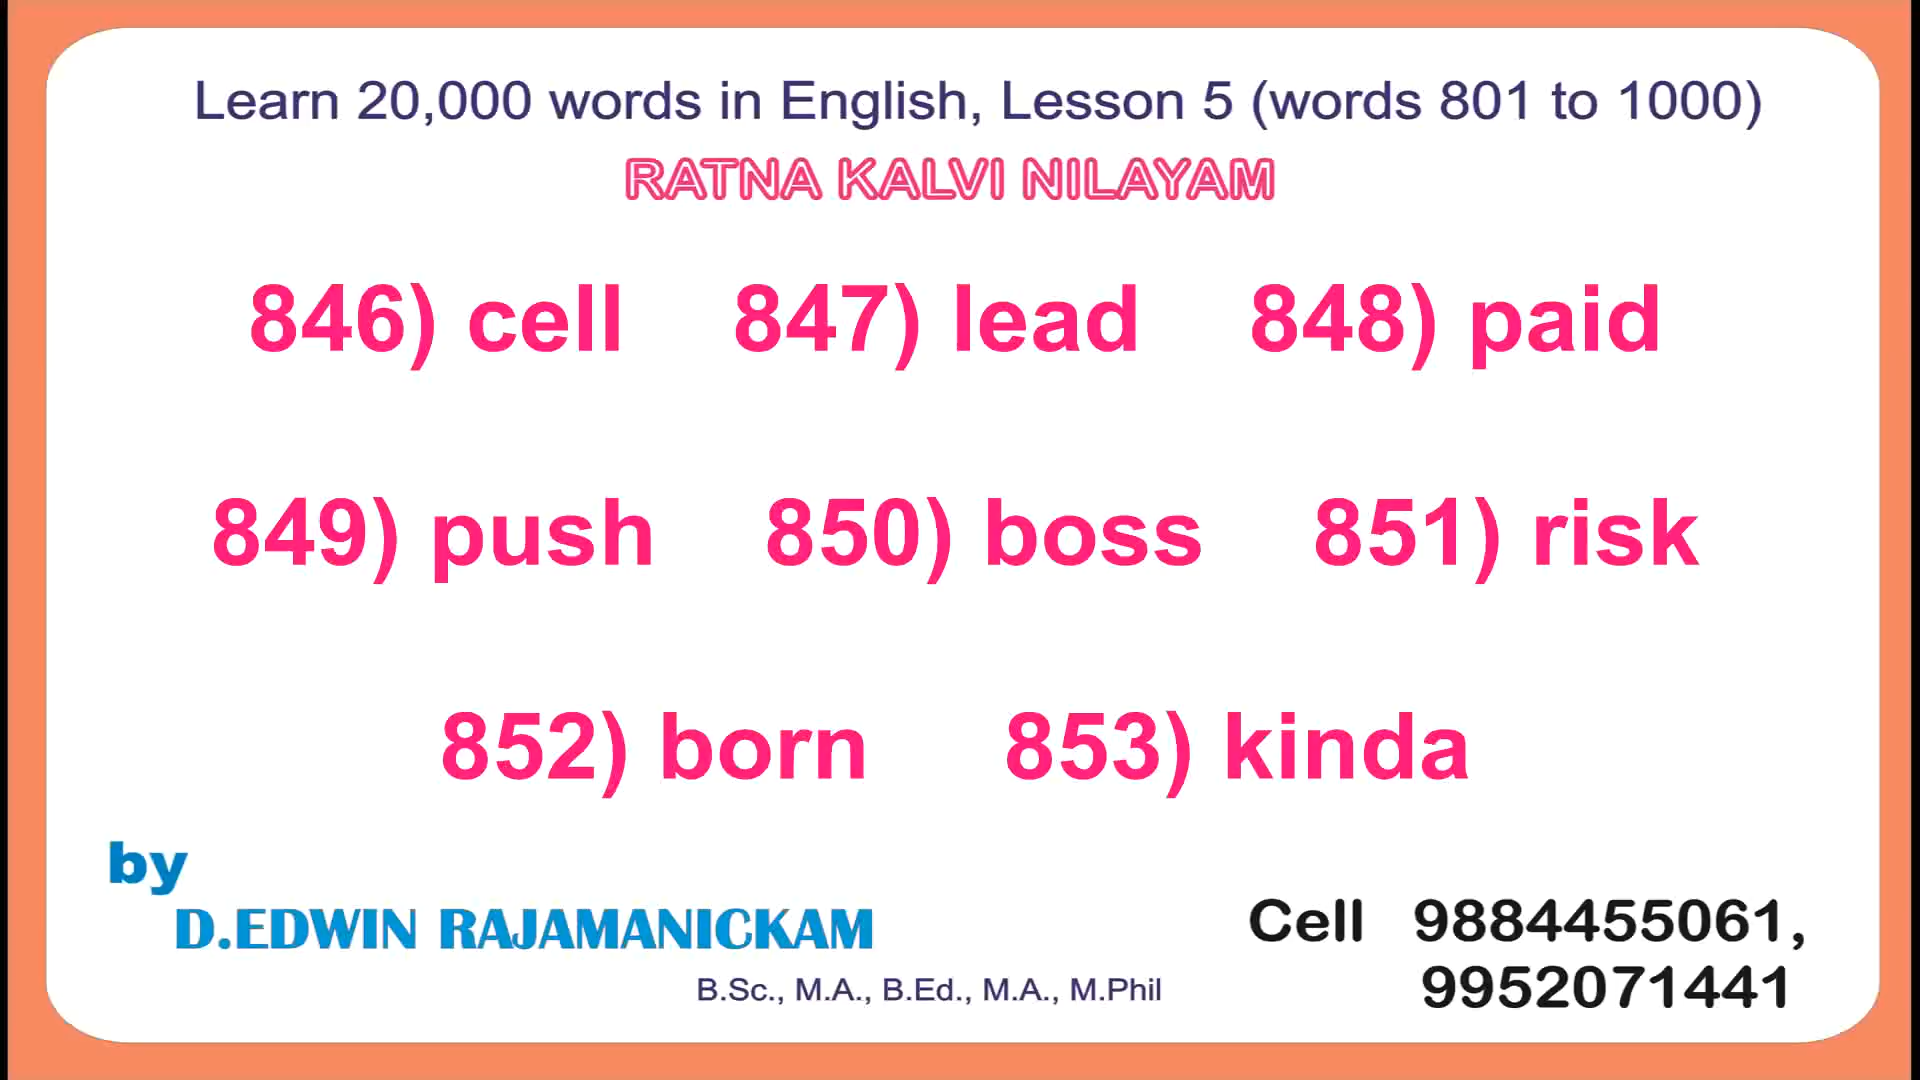 Learn 20,000 words in English, Lesson 5 (words 801 to 1000)
RATNA KALVI NILAYAM
846) cell 847) lead 848) paid
849) push 850) boss 851) risk
852) born 853) kinda
by
D.EDWIN RAJAMANICKAM
B.Sc., M.A., B.Ed., M.A., M.Phil
Cell 9884455061,
9952071441